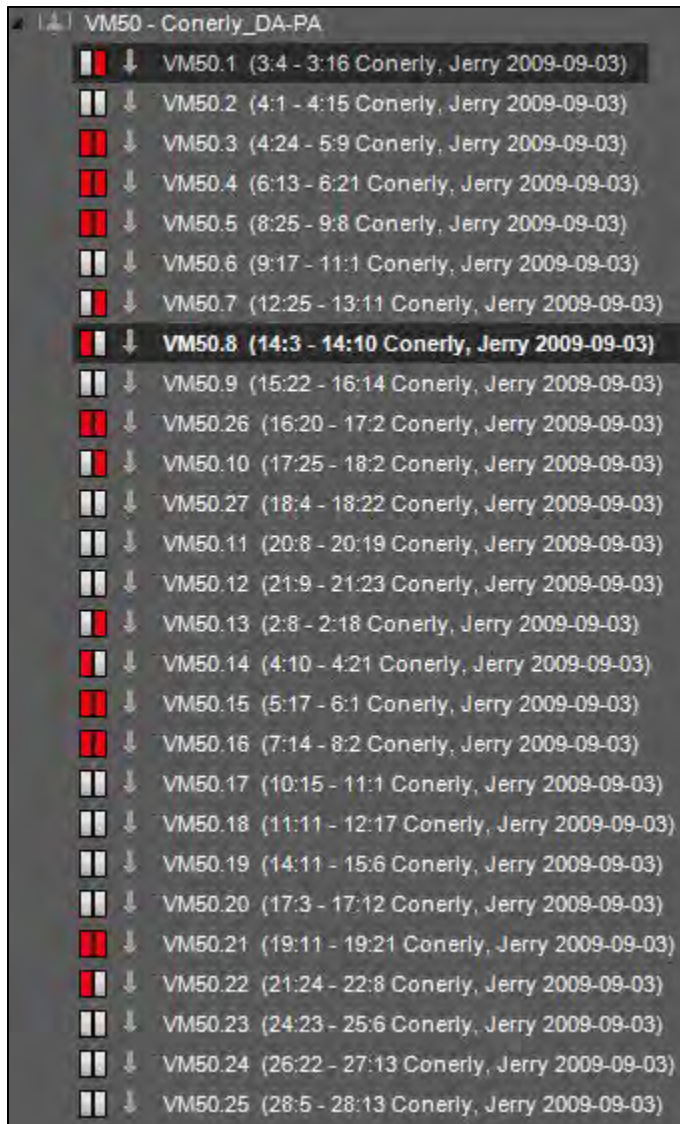 VM50 - Conerly_DA-PA
VM50.1 (3:4 - 3:16 Conerly, Jerry 2009-09-03)
VM50.2 (4:1 - 4:15 Conerly, Jerry 2009-09-03)
VM50.3 (4:24 - 5:9 Conerly, Jerry 2009-09-03)
VM50.4 (6:13 - 6:21 Conerly, Jerry 2009-09-03)
VM50.5 (8:25 - 9:8 Conerly, Jerry 2009-09-03)
VM50.6 (9:17 - 11:1 Conerly, Jerry 2009-09-03)
VM50.7 (12:25 - 13:11 Conerly, Jerry 2009-09-03)
VM50.8 (14:3 - 14:10 Conerly, Jerry 2009-09-03)
VM50.9 (15:22 - 16:14 Conerly, Jerry 2009-09-03)
VM50.26 (16:20 - 17:2 Conerly, Jerry 2009-09-03)
VM50.10 (17:25 - 18:2 Conerly, Jerry 2009-09-03)
VM50.27 (18:4 - 18:22 Conerly, Jerry 2009-09-03)
VM50.11 (20:8 - 20:19 Conerly, Jerry 2009-09-03)
VM50.12 (21:9 - 21:23 Conerly, Jerry 2009-09-03)
VM50.13 (2:8 - 2:18 Conerly, Jerry 2009-09-03)
VM50.14 (4:10 - 4:21 Conerly, Jerry 2009-09-03)
VM50.15 (5:17 - 6:1 Conerly, Jerry 2009-09-03)
VM50.16 (7:14 - 8:2 Conerly, Jerry 2009-09-03)
VM50.17 (10:15 - 11:1 Conerly, Jerry 2009-09-03)
VM50.18 (11:11 - 12:17 Conerly, Jerry 2009-09-03)
VM50.19 (14:11 - 15:6 Conerly, Jerry 2009-09-03)
VM50.20 (17:3 - 17:12 Conerly, Jerry 2009-09-03)
VM50.21 (19:11 - 19:21 Conerly, Jerry 2009-09-03)
VM50.22 (21:24 - 22:8 Conerly, Jerry 2009-09-03)
VM50.23 (24:23 - 25:6 Conerly, Jerry 2009-09-03)
VM50.24 (26:22 - 27:13 Conerly, Jerry 2009-09-03)
VM50.25 (28:5 - 28:13 Conerly, Jerry 2009-09-03)